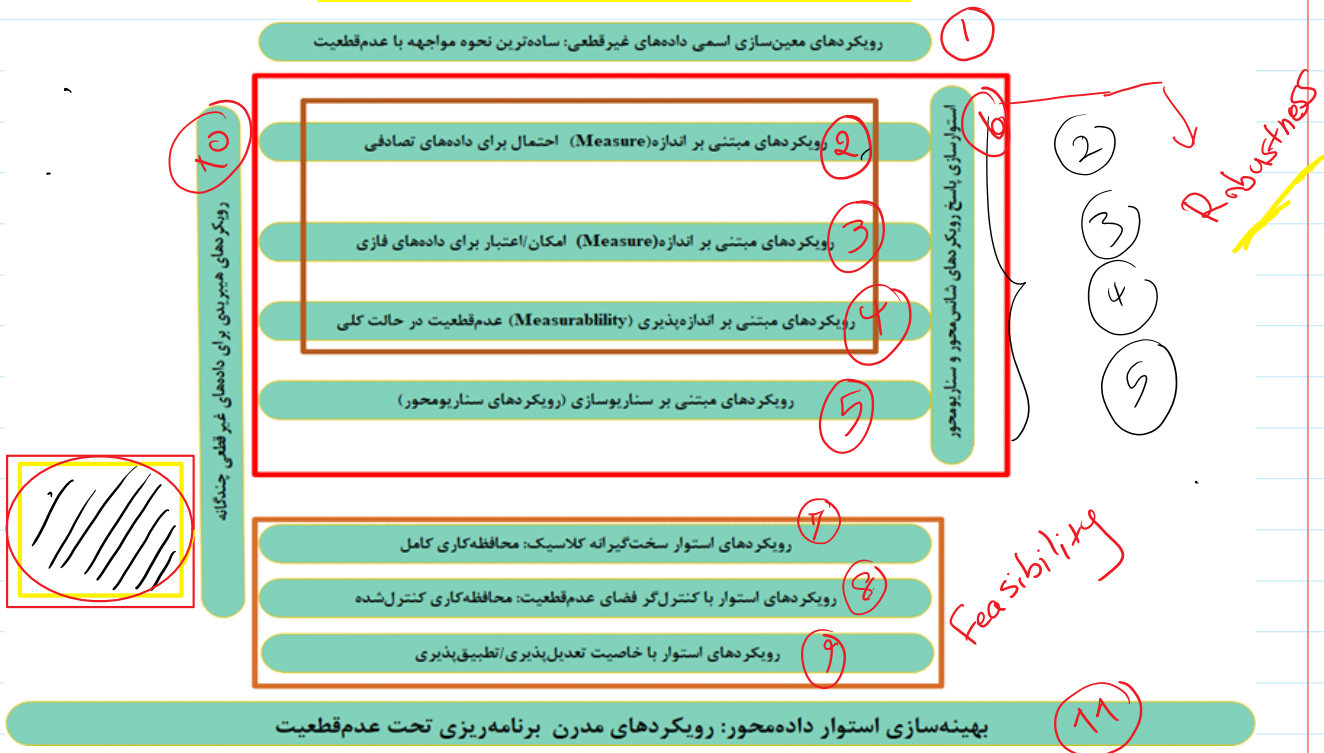 رویکردهای معین‌سازی اسمی داده‌های غیرقطعی: ساده‌ترین نحوه مواجهه با عدم‌قطعیت
1
استوارسازی پاسخ رویکردهای شانس‌محور و سناریومحور
6
Robustness
رویکردهای مبتنی بر اندازه(Measure) احتمال برای داده‌های تصادفی
2
رویکردهای مبتنی بر اندازه(Measure) امکان/اعتبار برای داده‌های فازی
3
رویکردهای مبتنی بر اندازه‌پذیری (Measurablility) عدم‌قطعیت در حالت کلی
4
رویکردهای مبتنی بر سناریوسازی (رویکردهای سناریومحور)
5
2
3
4
5
رویکردهای هیبریدی برای داده‌های غیرقطعی چندگانه
10
رویکردهای استوار سخت‌گیرانه کلاسیک: محافظه‌کاری کامل
7
رویکردهای استوار با کنترل‌گر فضای عدم‌قطعیت: محافظه‌کاری کنترل‌شده
8
رویکردهای استوار با خاصیت تعدیل‌پذیری/تطبیق‌پذیری
9
Feasibility
بهینه‌سازی استوار داده‌محور: رویکردهای مدرن برنامه‌ریزی تحت عدم‌قطعیت
11